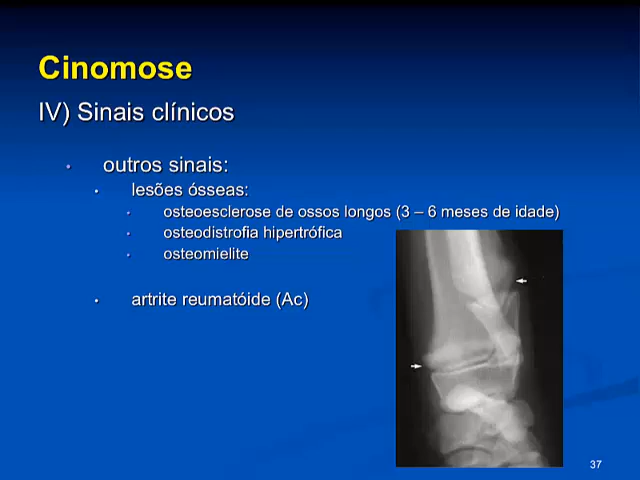 Cinomose
IV) Sinais clínicos
• outros sinais:
• lesões ósseas:
• osteoesclerose de ossos longos (3 – 6 meses de idade)
• osteodistrofia hipertrófica
• osteomielite
• artrite reumatóide (Ac)
37